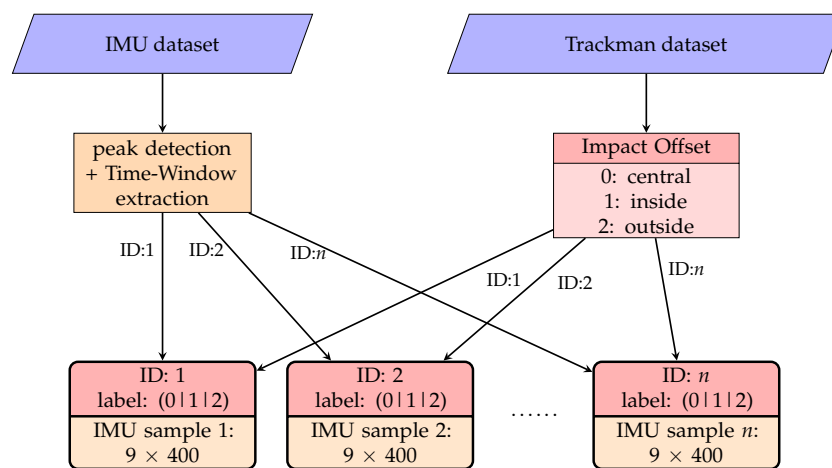 IMU dataset
Trackman dataset
peak detection
+ Time-Window
extraction
Impact Offset
0: central
1: inside
2: outside
ID:1
ID:2
ID:n
ID:1
ID:2
ID:n
ID: 1
label: (0|1|2)
IMU sample 1:
9 × 400
ID: 2
label: (0|1|2)
IMU sample 2:
9 × 400
......
ID: n
label: (0|1|2)
IMU sample n:
9 × 400